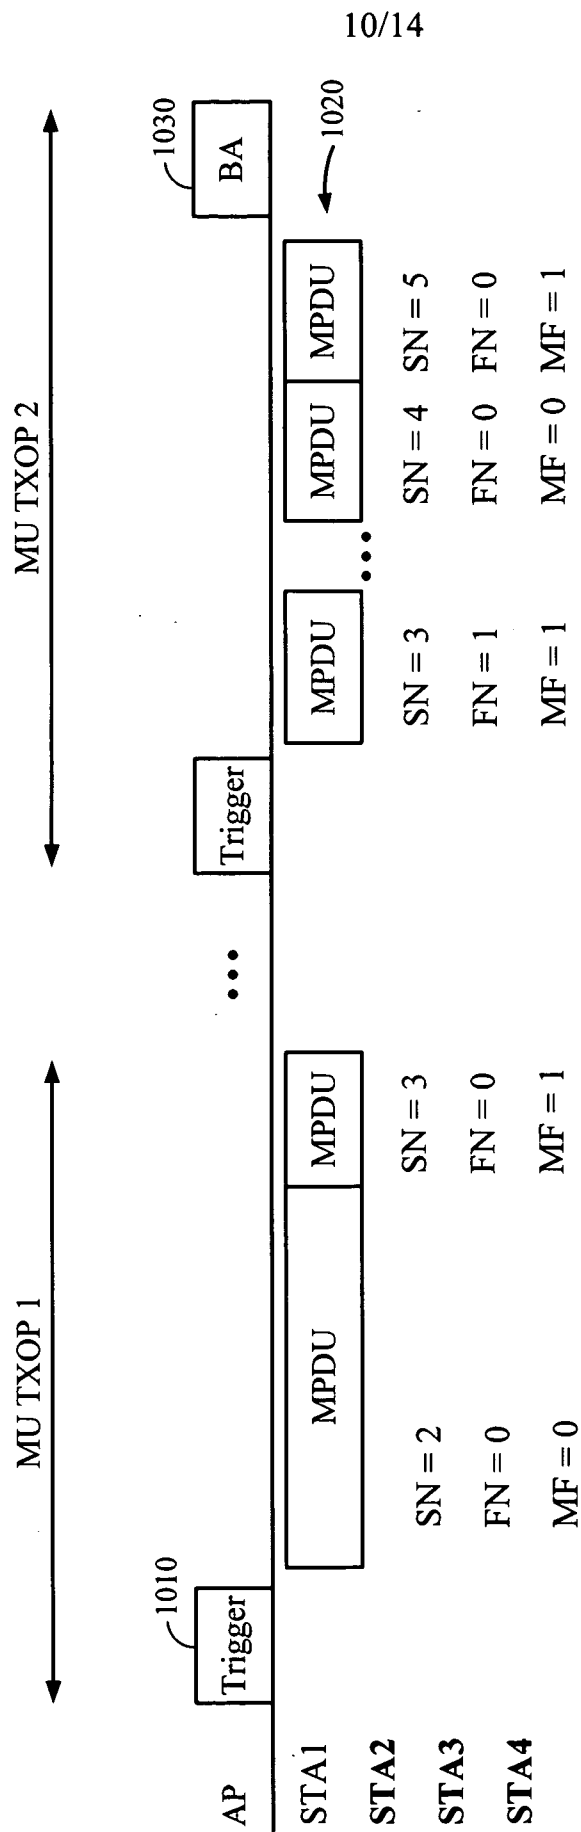 10/14
MU TXOP 1
MU TXOP 2
AP
1010
Trigger
Trigger
1030
BA
STA1
MPDU
MPDU
MPDU
MPDU
MPDU
1020
STA2
STA3
STA4
SN = 2
FN = 0
MF = 0
SN = 3
FN = 0
MF = 1
SN = 3
FN = 1
MF = 1
SN = 4
FN = 0
MF = 0
SN = 5
FN = 0
MF = 1